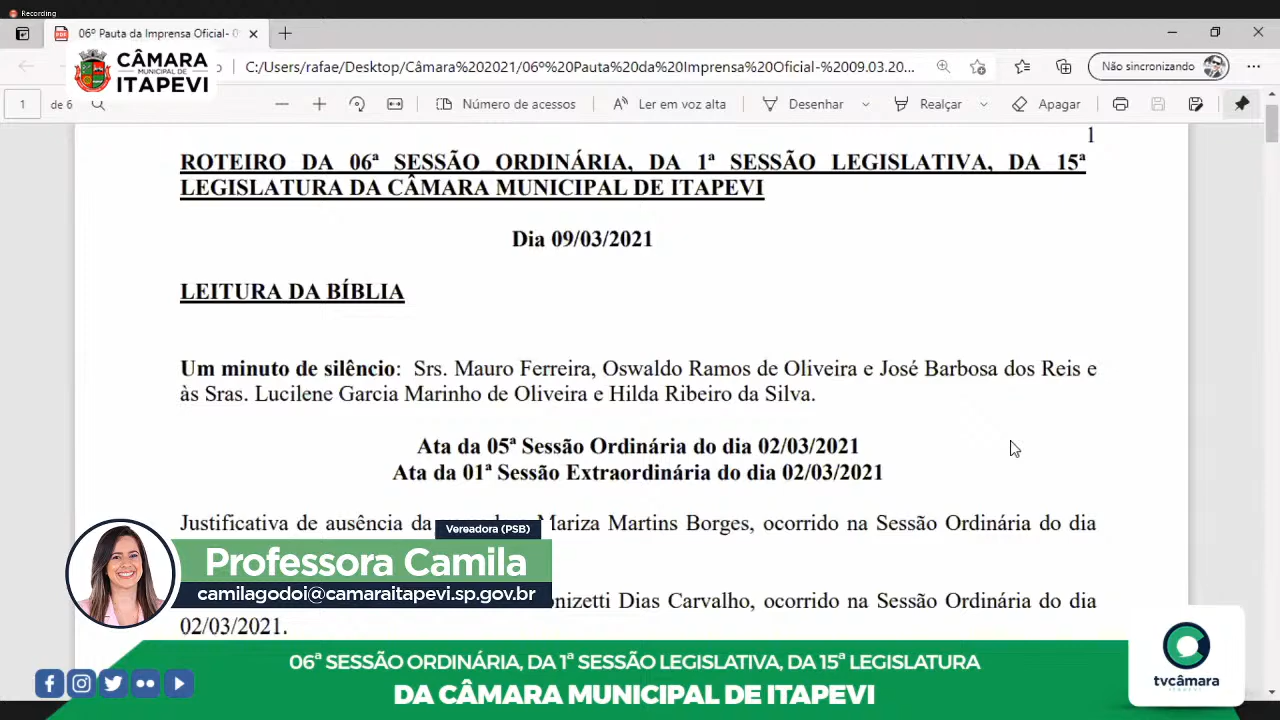 Recording
06º Pauta da Imprensa Oficial- 0
CÂMARA
MUNICIPAL DE
ITAPEVI
C:/Users/rafae/Desktop/Câmara%202021/06º%20Pauta%20da%20Imprensa%20Oficial-%2009.03.20...
Não sincronizando
1
de 6
Número de acessos
Ler em voz alta
Desenhar
Realçar
Apagar
1
ROTEIRO DA 06ª SESSÃO ORDINÁRIA, DA 1ª SESSÃO LEGISLATIVA, DA 15ª
LEGISLATURA DA CÂMARA MUNICIPAL DE ITAPEVI
Dia 09/03/2021
LEITURA DA BÍBLIA
Um minuto de silêncio: Srs. Mauro Ferreira, Oswaldo Ramos de Oliveira e José Barbosa dos Reis e
às Sras. Lucilene Garcia Marinho de Oliveira e Hilda Ribeiro da Silva.
Ata da 05ª Sessão Ordinária do dia 02/03/2021
Ata da 01ª Sessão Extraordinária do dia 02/03/2021
Justificativa de ausência da Mariza Martins Borges, ocorrido na Sessão Ordinária do dia
Vereadora (PSB)
Professora Camila
camilagodoi@camaraitapevi.sp.gov.br
onizetti Dias Carvalho, ocorrido na Sessão Ordinária do dia
02/03/2021.
06ª SESSÃO ORDINÁRIA, DA 1ª SESSÃO LEGISLATIVA, DA 15ª LEGISLATURA
DA CÂMARA MUNICIPAL DE ITAPEVI
tvcâmara
ITAPEVI